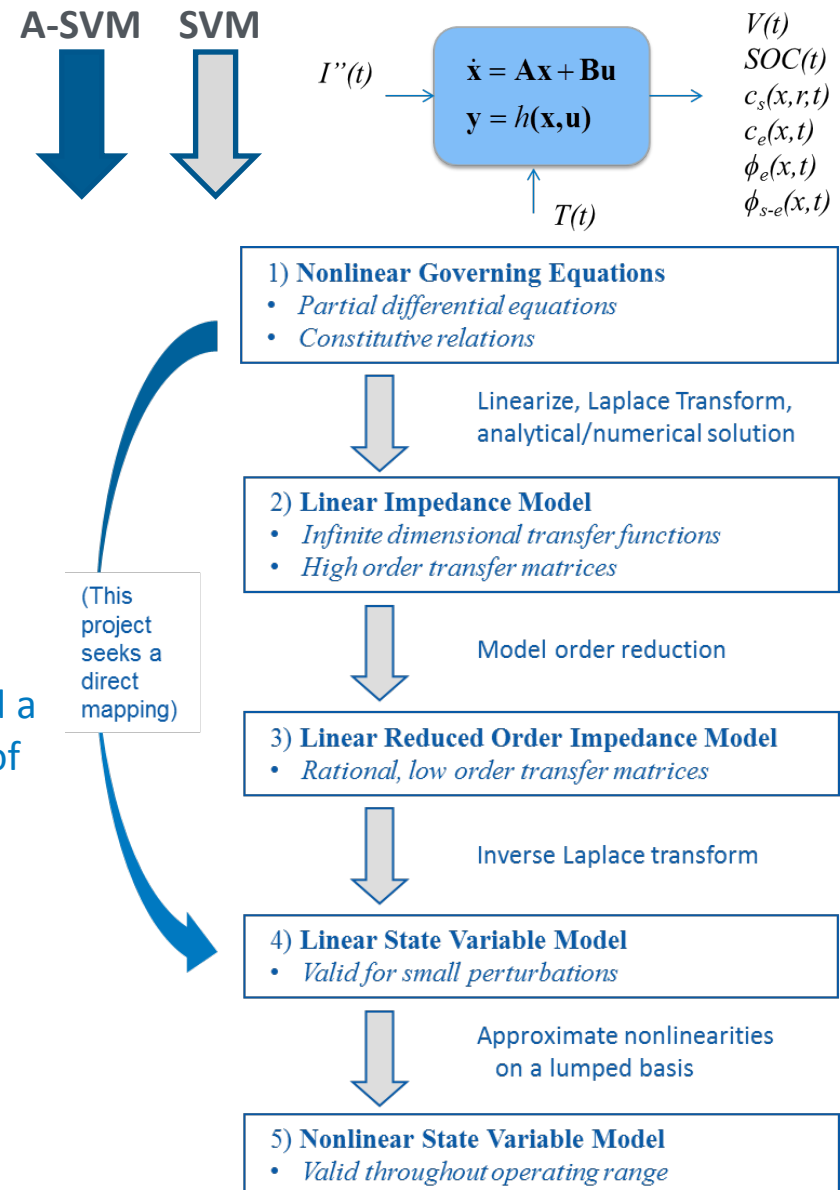 A-SVM SVM
I”(t)
ẋ = Ax + Bu
y = h(x,u)
T(t)
V(t)
SOC(t)
c_s(x,r,t)
c_e(x,t)
ϕ_e(x,t)
ϕ_{s-e}(x,t)
1) Nonlinear Governing Equations
• Partial differential equations
• Constitutive relations
Linearize, Laplace Transform,
analytical/numerical solution
2) Linear Impedance Model
• Infinite dimensional transfer functions
• High order transfer matrices
(This
project
seeks a
direct
mapping)
Model order reduction
a
of
3) Linear Reduced Order Impedance Model
• Rational, low order transfer matrices
Inverse Laplace transform
4) Linear State Variable Model
• Valid for small perturbations
Approximate nonlinearities
on a lumped basis
5) Nonlinear State Variable Model
• Valid throughout operating range